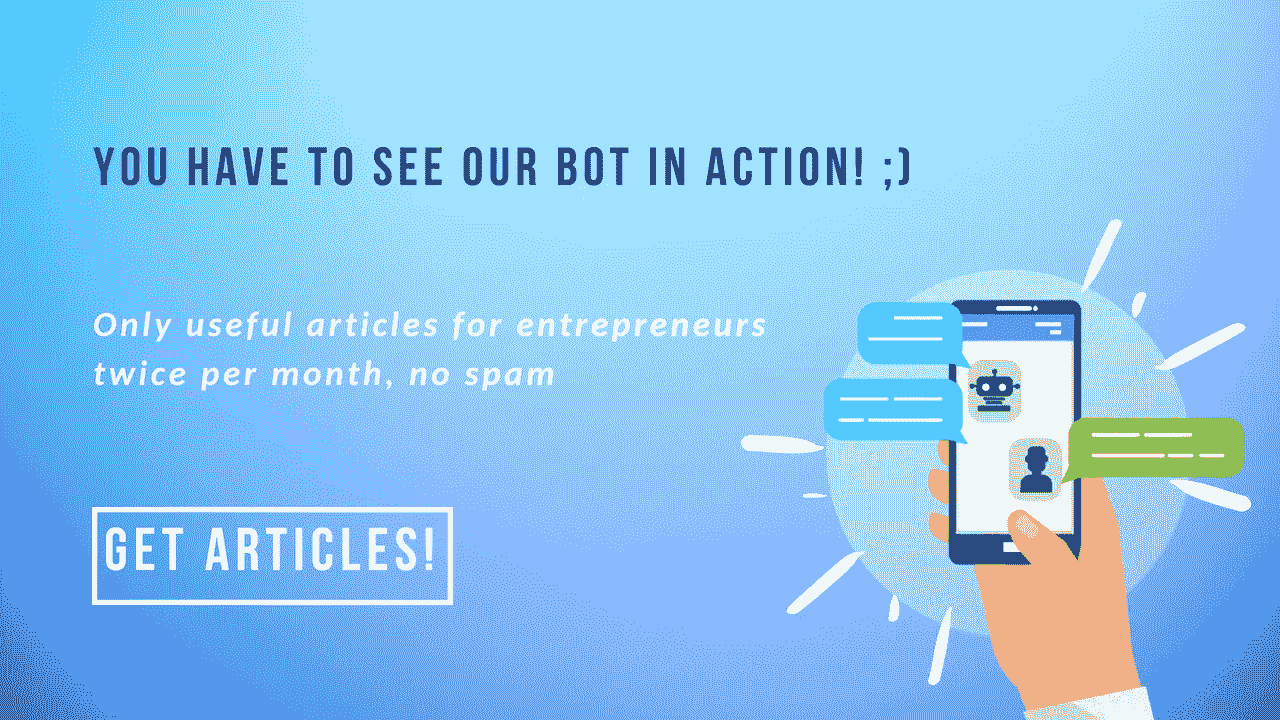 YOU HAVE TO SEE OUR BOT IN ACTION! ;)
Only useful articles for entrepreneurs
twice per month, no spam
GET ARTICLES!